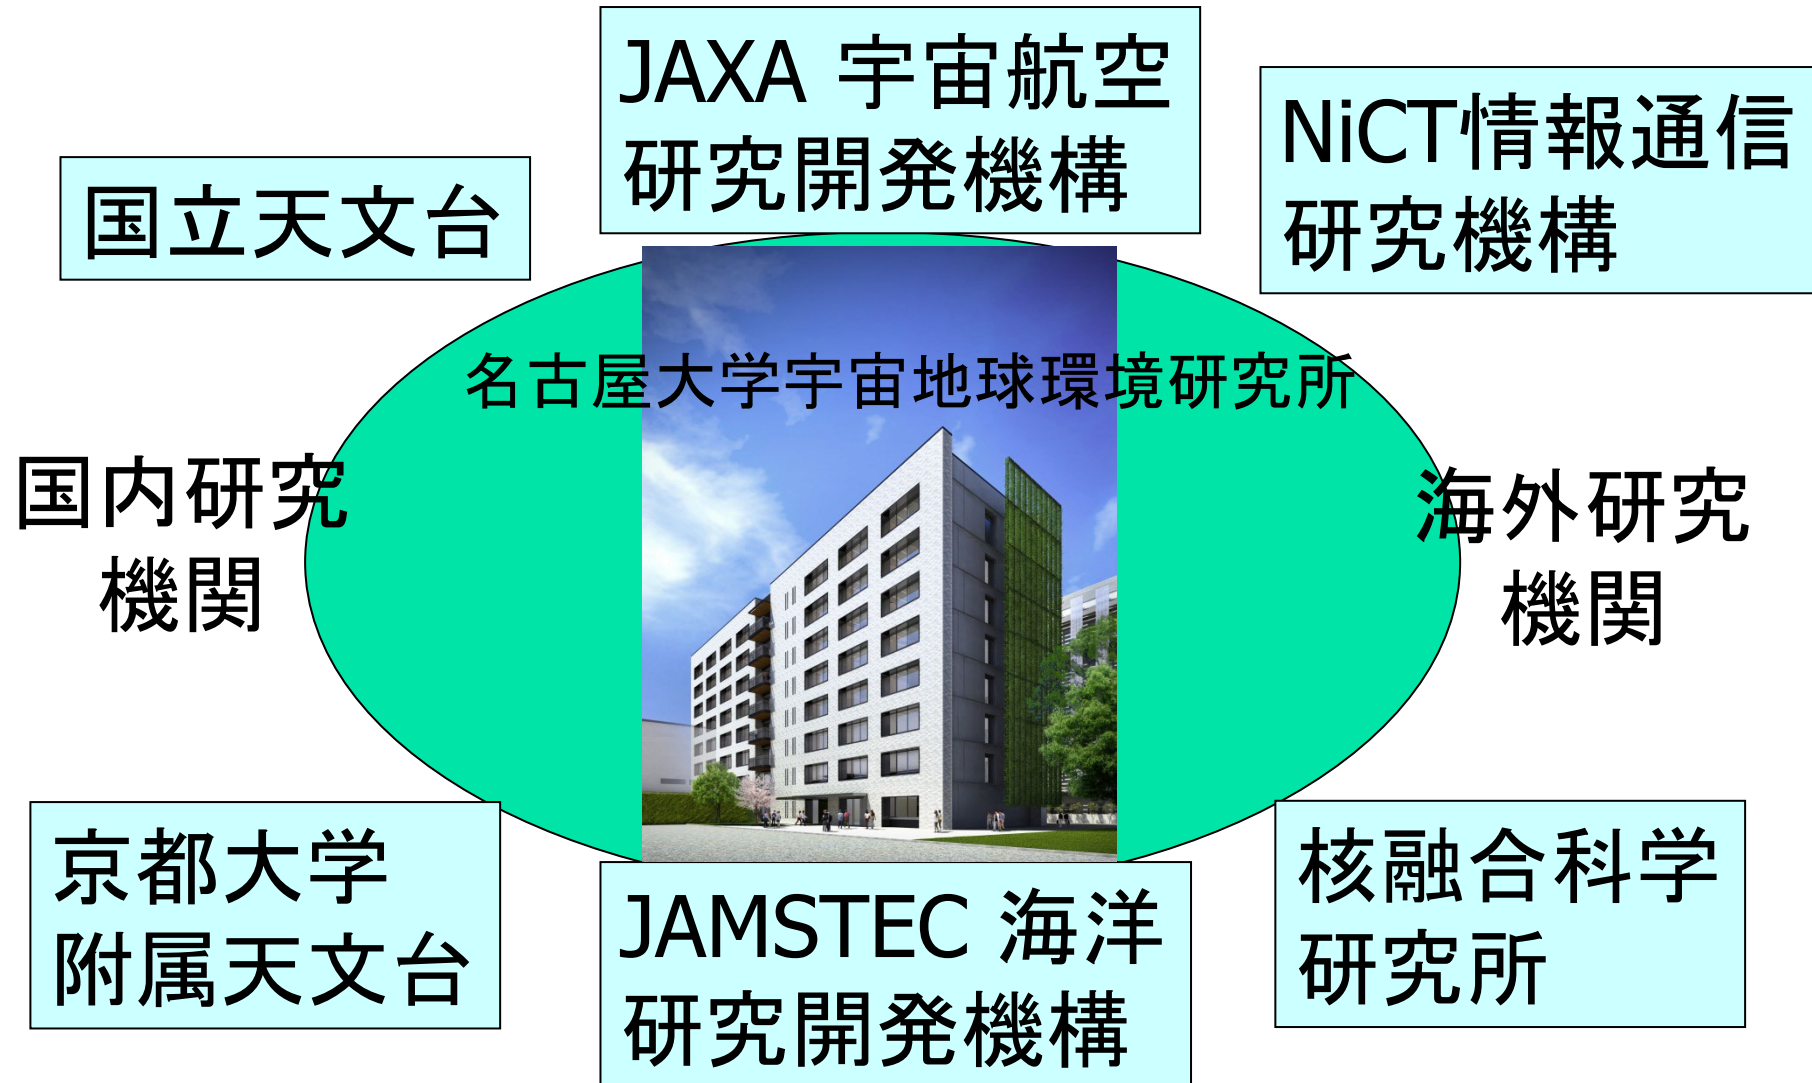 JAXA 宇宙航空
研究開発機構
NiCT情報通信
研究機構
国立天文台
名古屋大学宇宙地球環境研究所
国内研究
機関
海外研究
機関
京都大学
附属天文台
JAMSTEC 海洋
研究開発機構
核融合科学
研究所